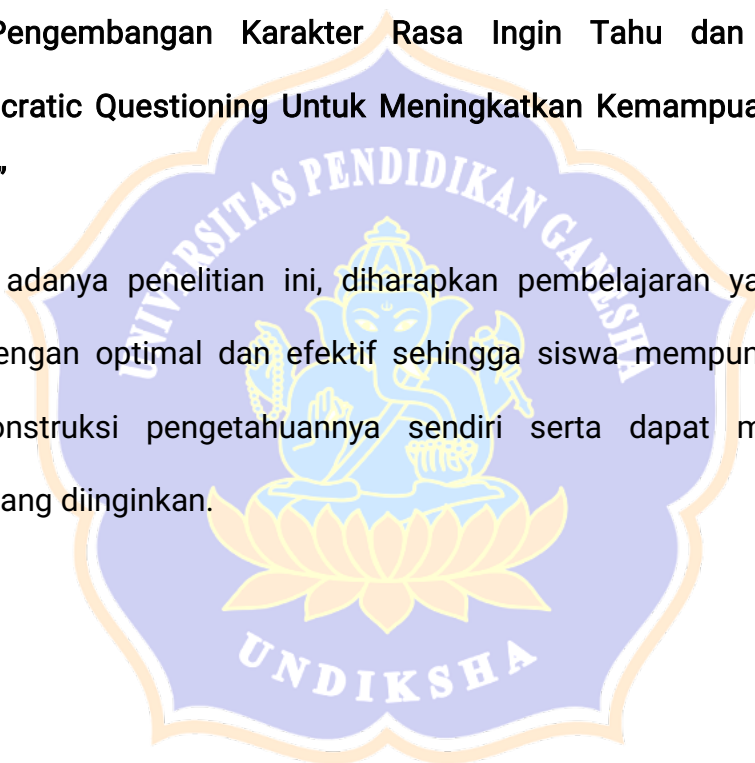 Pengembangan Karakter Rasa Ingin Tahu dan
cratic Questioning Untuk Meningkatkan Kemampua
”
UNIVERSITAS PENDIDIKAN GANESHA
adanya penelitian ini, diharapkan pembelajaran ya
engan optimal dan efektif sehingga siswa mempun
onstruksi pengetahuannya sendiri serta dapat m
ang diinginkan.
UNDIKSHA